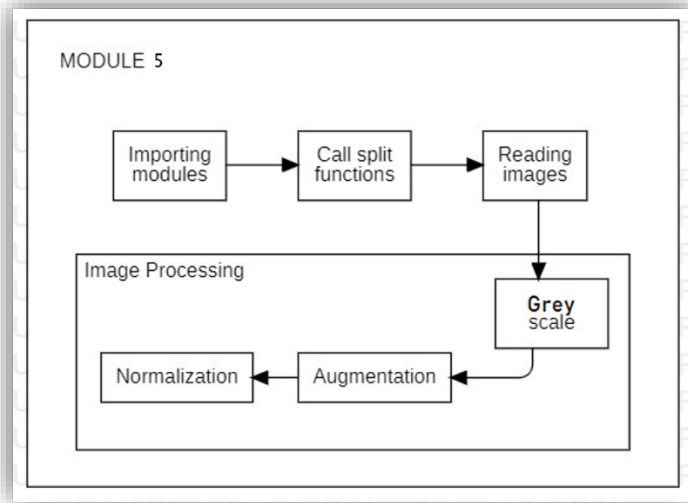 MODULE 5
Importing
modules
Call split
functions
Reading
images
Image Processing
Grey
scale
Augmentation
Normalization